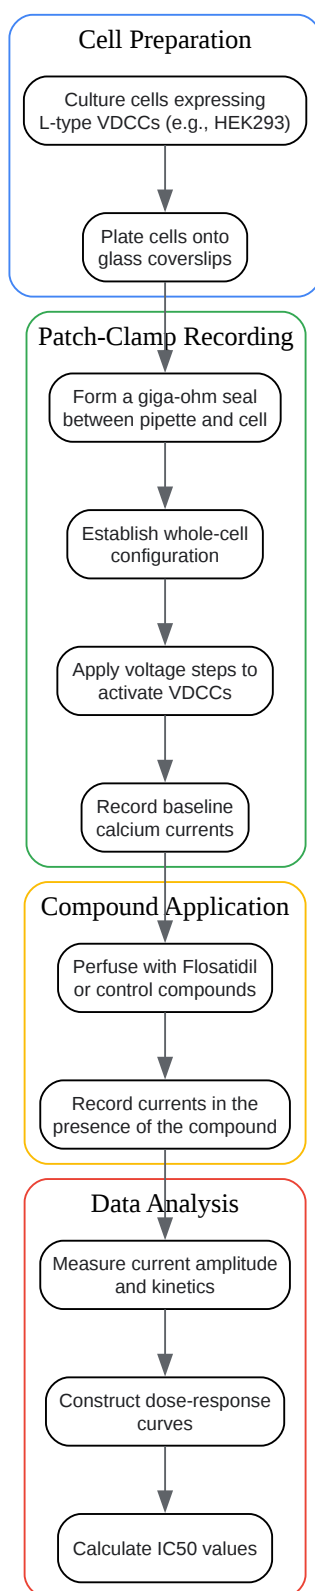 Cell Preparation
Culture cells expressing
L-type VDCCs (e.g., HEK293)
Plate cells onto
glass coverslips
Patch-Clamp Recording
Form a giga-ohm seal
between pipette and cell
Establish whole-cell
configuration
Apply voltage steps to
activate VDCCs
Record baseline
calcium currents
Compound Application
Perfuse with Flosatidil
or control compounds
Record currents in the
presence of the compound
Data Analysis
Measure current amplitude
and kinetics
Construct dose-response
curves
Calculate IC50 values